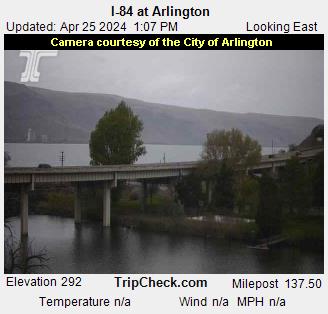 I-84 at Arlington
Updated: Apr 25 2024 1:07 PM Looking East
Camera courtesy of the City of Arlington
Elevation 292 TripCheck.com Milepost 137.50
Temperature n/a Wind n/a MPH n/a